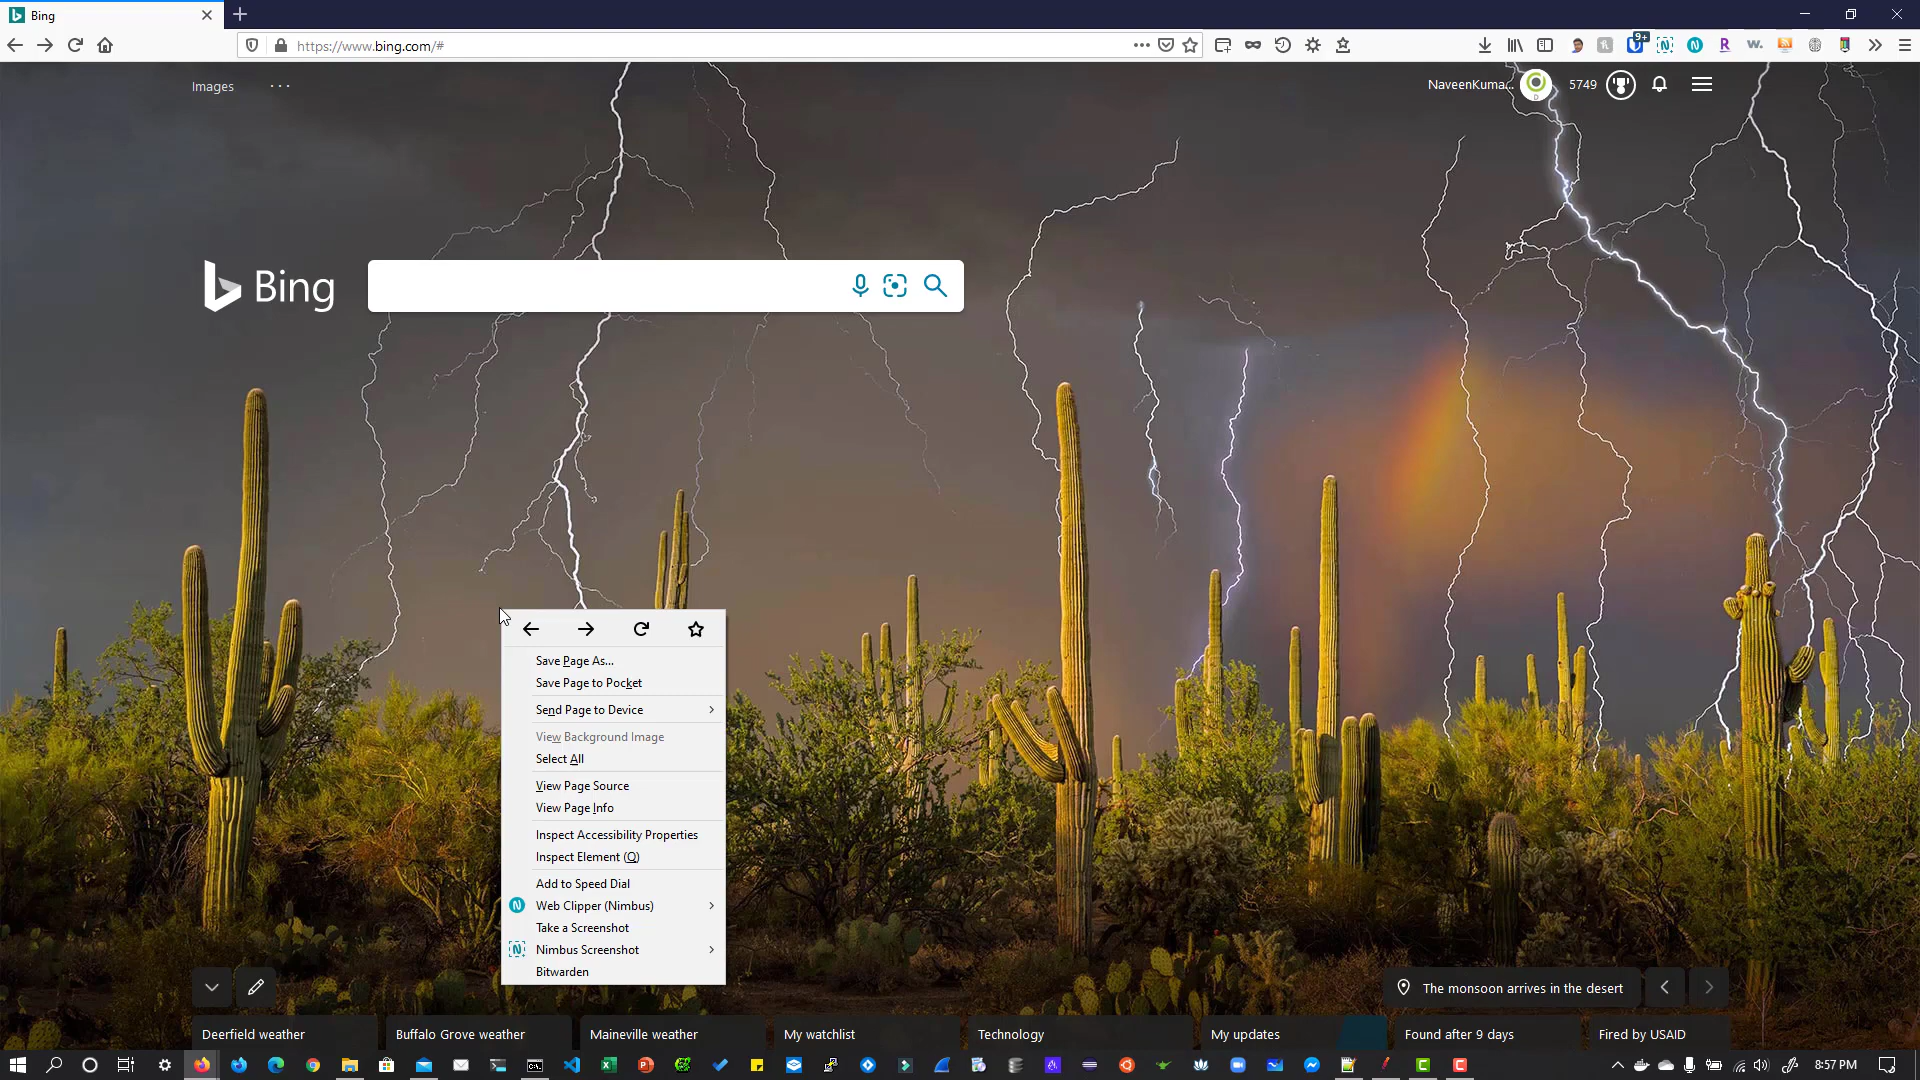 Bing
https://www.bing.com/#
9+
Images
NaveenKuma...
5749
Bing
Save Page As...
Save Page to Pocket
Send Page to Device
View Background Image
Select All
View Page Source
View Page Info
Inspect Accessibility Properties
Inspect Element (Q)
Add to Speed Dial
Web Clipper (Nimbus)
Take a Screenshot
Nimbus Screenshot
Bitwarden
The monsoon arrives in the desert
Deerfield weather
Buffalo Grove weather
Maineville weather
My watchlist
Technology
My updates
Found after 9 days
Fired by USAID
8:57 PM